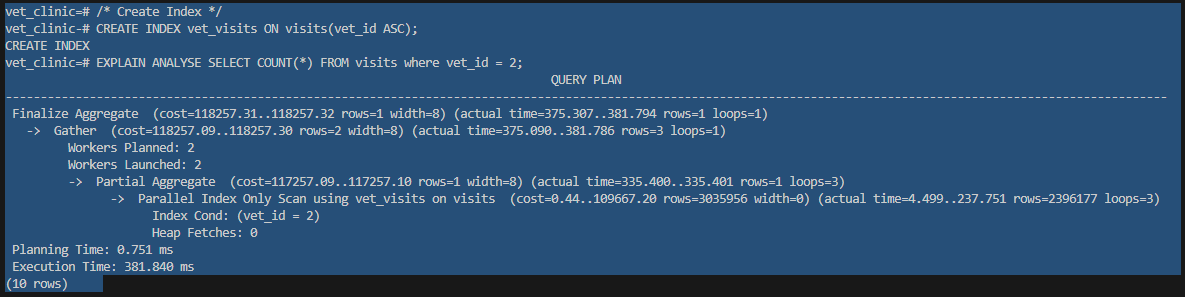 vet_clinic=# /* Create Index */
vet_clinic-# CREATE INDEX vet_visits ON visits(vet_id ASC);
CREATE INDEX
vet_clinic=# EXPLAIN ANALYSE SELECT COUNT(*) FROM visits where vet_id = 2;
QUERY PLAN
-----------------------------------------------------------------------------------------------------------------------------------------------------------------
Finalize Aggregate  (cost=118257.31..118257.32 rows=1 width=8) (actual time=375.307..381.794 rows=1 loops=1)
->  Gather  (cost=118257.09..118257.30 rows=2 width=8) (actual time=375.090..381.786 rows=3 loops=1)
Workers Planned: 2
Workers Launched: 2
->  Partial Aggregate  (cost=117257.09..117257.10 rows=1 width=8) (actual time=335.400..335.401 rows=1 loops=3)
->  Parallel Index Only Scan using vet_visits on visits  (cost=0.44..109667.20 rows=3035956 width=0) (actual time=4.499..237.751 rows=2396177 loops=3)
Index Cond: (vet_id = 2)
Heap Fetches: 0
Planning Time: 0.751 ms
Execution Time: 381.840 ms
(10 rows)